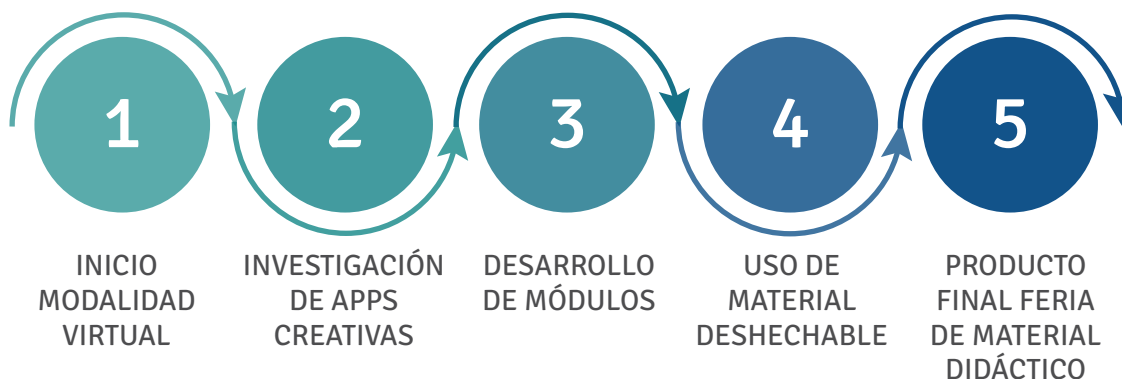 1
INICIO
MODALIDAD
VIRTUAL
2
INVESTIGACIÓN
DE APPS
CREATIVAS
3
DESARROLLO
DE MÓDULOS
4
USO DE
MATERIAL
DESHECHABLE
5
PRODUCTO
FINAL FERIA
DE MATERIAL
DIDÁCTICO